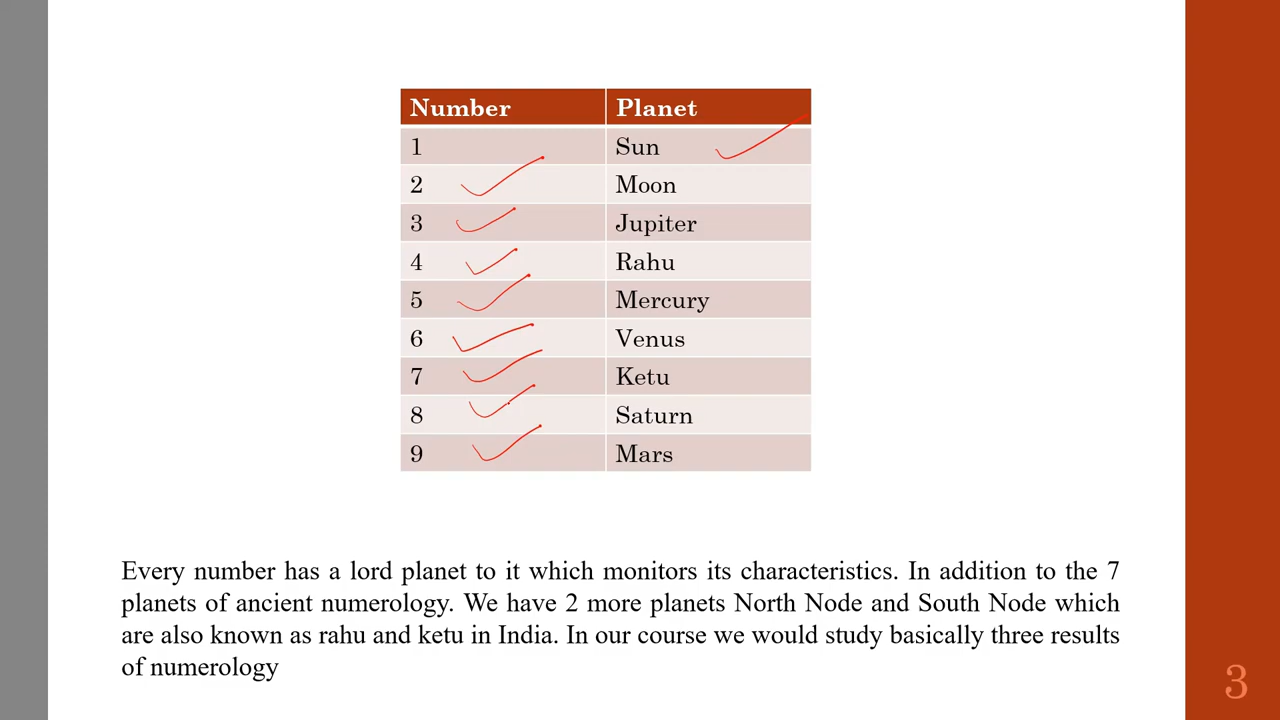 Number Planet
1 Sun
2 Moon
3 Jupiter
4 Rahu
5 Mercury
6 Venus
7 Ketu
8 Saturn
9 Mars
Every number has a lord planet to it which monitors its characteristics. In addition to the 7
planets of ancient numerology. We have 2 more planets North Node and South Node which
are also known as rahu and ketu in India. In our course we would study basically three results
of numerology
3